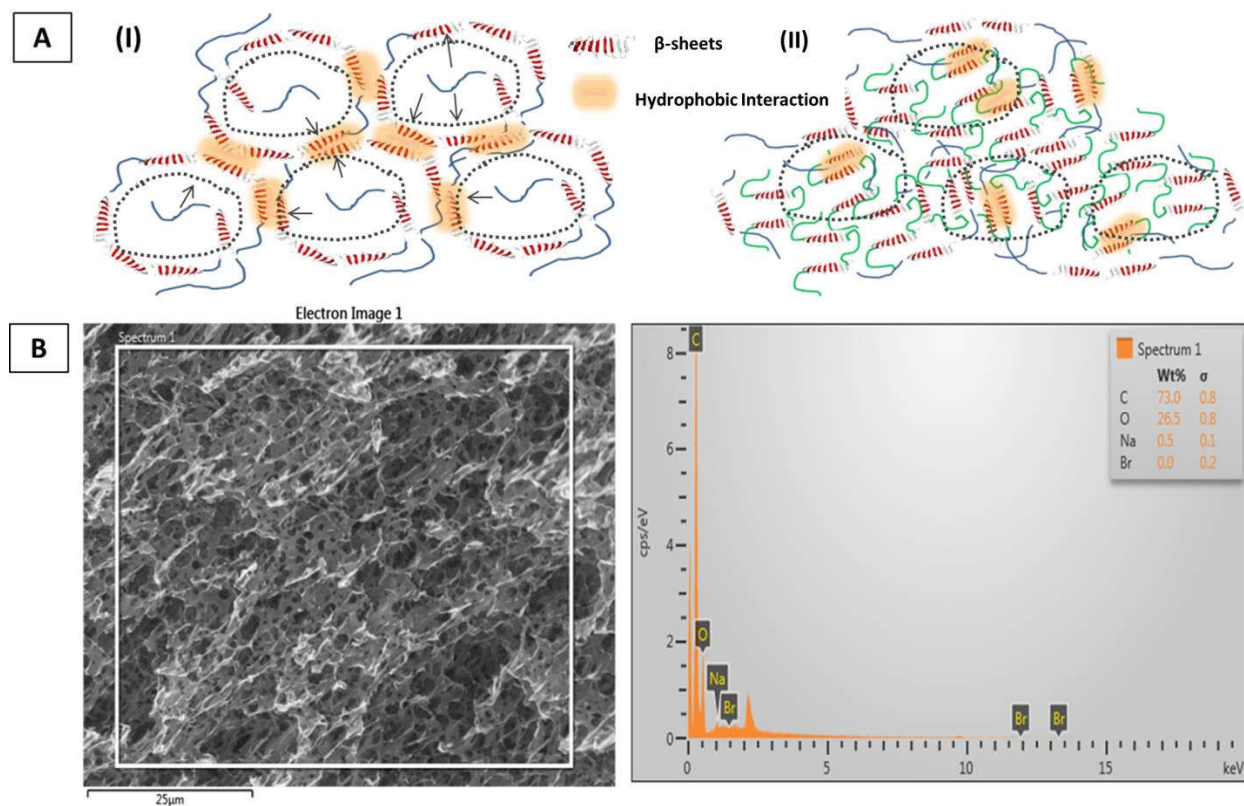 A
(I)
β-sheets
Hydrophobic Interaction
(II)
B
Electron Image 1
Spectrum 1
25µm
Spectrum 1
Wt% σ
C 73.0 0.8
O 26.5 0.8
Na 0.5 0.1
Br 0.0 0.2
cps/eV
8
6
4
2
0
C
O
Na
Br
Br
Br
0 5 10 15 keV